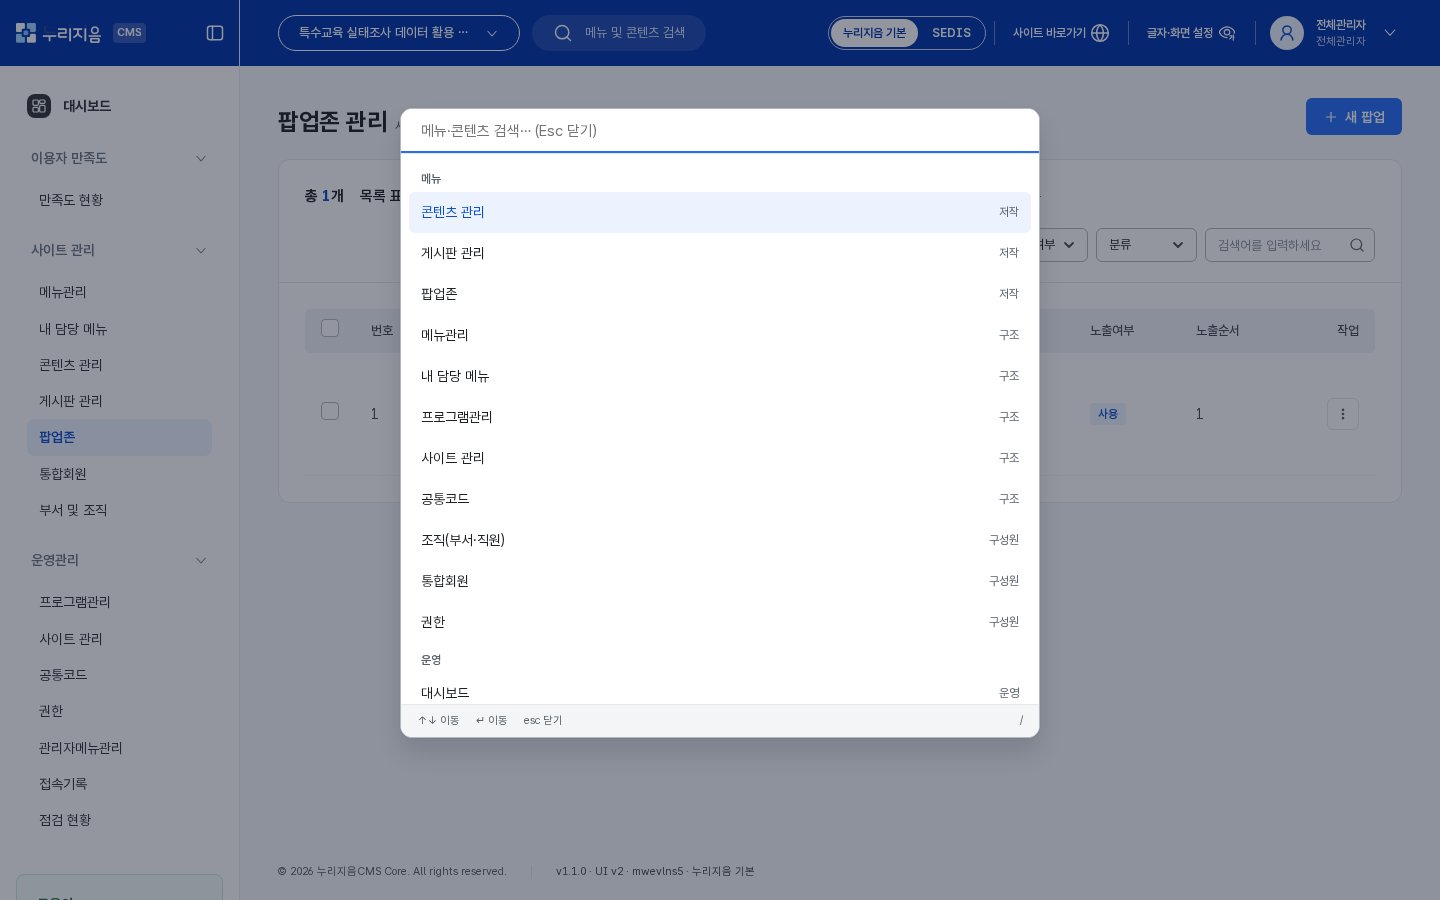 누리지음 CMS
특수교육 실태조사 데이터 활용 ···
메뉴 및 콘텐츠 검색
누리지음 기본 SEDIS
사이트 바로가기
글자·화면 설정
전체관리자
전체관리자
대시보드
이용자 만족도
만족도 현황
사이트 관리
메뉴관리
내 담당 메뉴
콘텐츠 관리
게시판 관리
팝업존
통합회원
부서 및 조직
운영관리
프로그램관리
사이트 관리
공통코드
권한
관리자메뉴관리
접속기록
점검 현황
팝업존 관리
+ 새 팝업
총 1개 목록 표
여부 분류 검색어를 입력하세요
번호 노출여부 노출순서 작업
1 사용 1
메뉴·콘텐츠 검색··· (Esc 닫기)
메뉴
콘텐츠 관리 저작
게시판 관리 저작
팝업존 저작
메뉴관리 구조
내 담당 메뉴 구조
프로그램관리 구조
사이트 관리 구조
공통코드 구조
조직(부서·직원) 구성원
통합회원 구성원
권한 구성원
운영
대시보드 운영
↑↓ 이동 ↵ 이동 esc 닫기 /
© 2026 누리지음CMS Core. All rights reserved.
v1.1.0 · UI v2 · mwevlns5 · 누리지음 기본